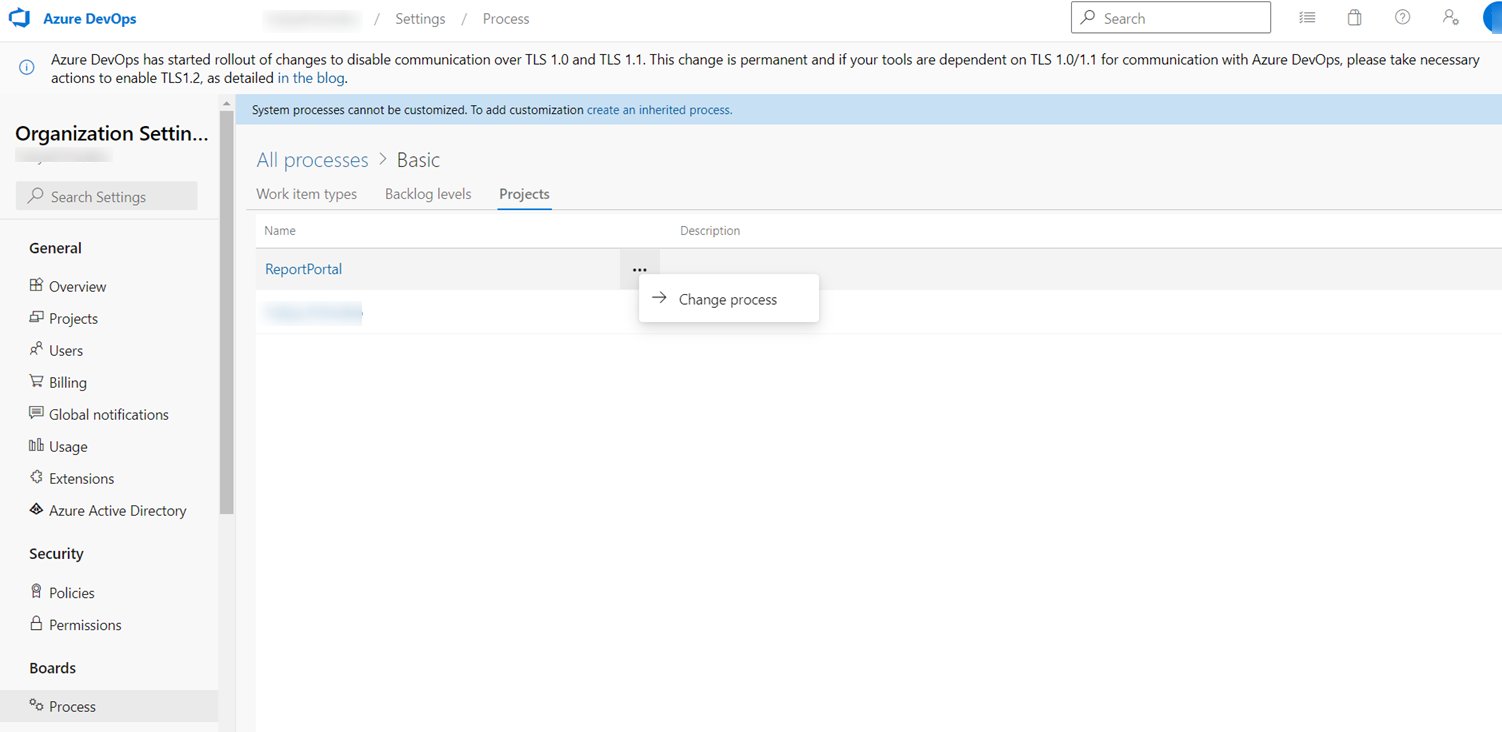 Azure DevOps / Settings / Process
Search
Azure DevOps has started rollout of changes to disable communication over TLS 1.0 and TLS 1.1. This change is permanent and if your tools are dependent on TLS 1.0/1.1 for communication with Azure DevOps, please take necessary
actions to enable TLS1.2, as detailed in the blog.
Organization Settin...
Search Settings
General
Overview
Projects
Users
Billing
Global notifications
Usage
Extensions
Azure Active Directory
Security
Policies
Permissions
Boards
Process
System processes cannot be customized. To add customization create an inherited process.
All processes > Basic
Work item types Backlog levels Projects
Name Description
ReportPortal ...
Change process